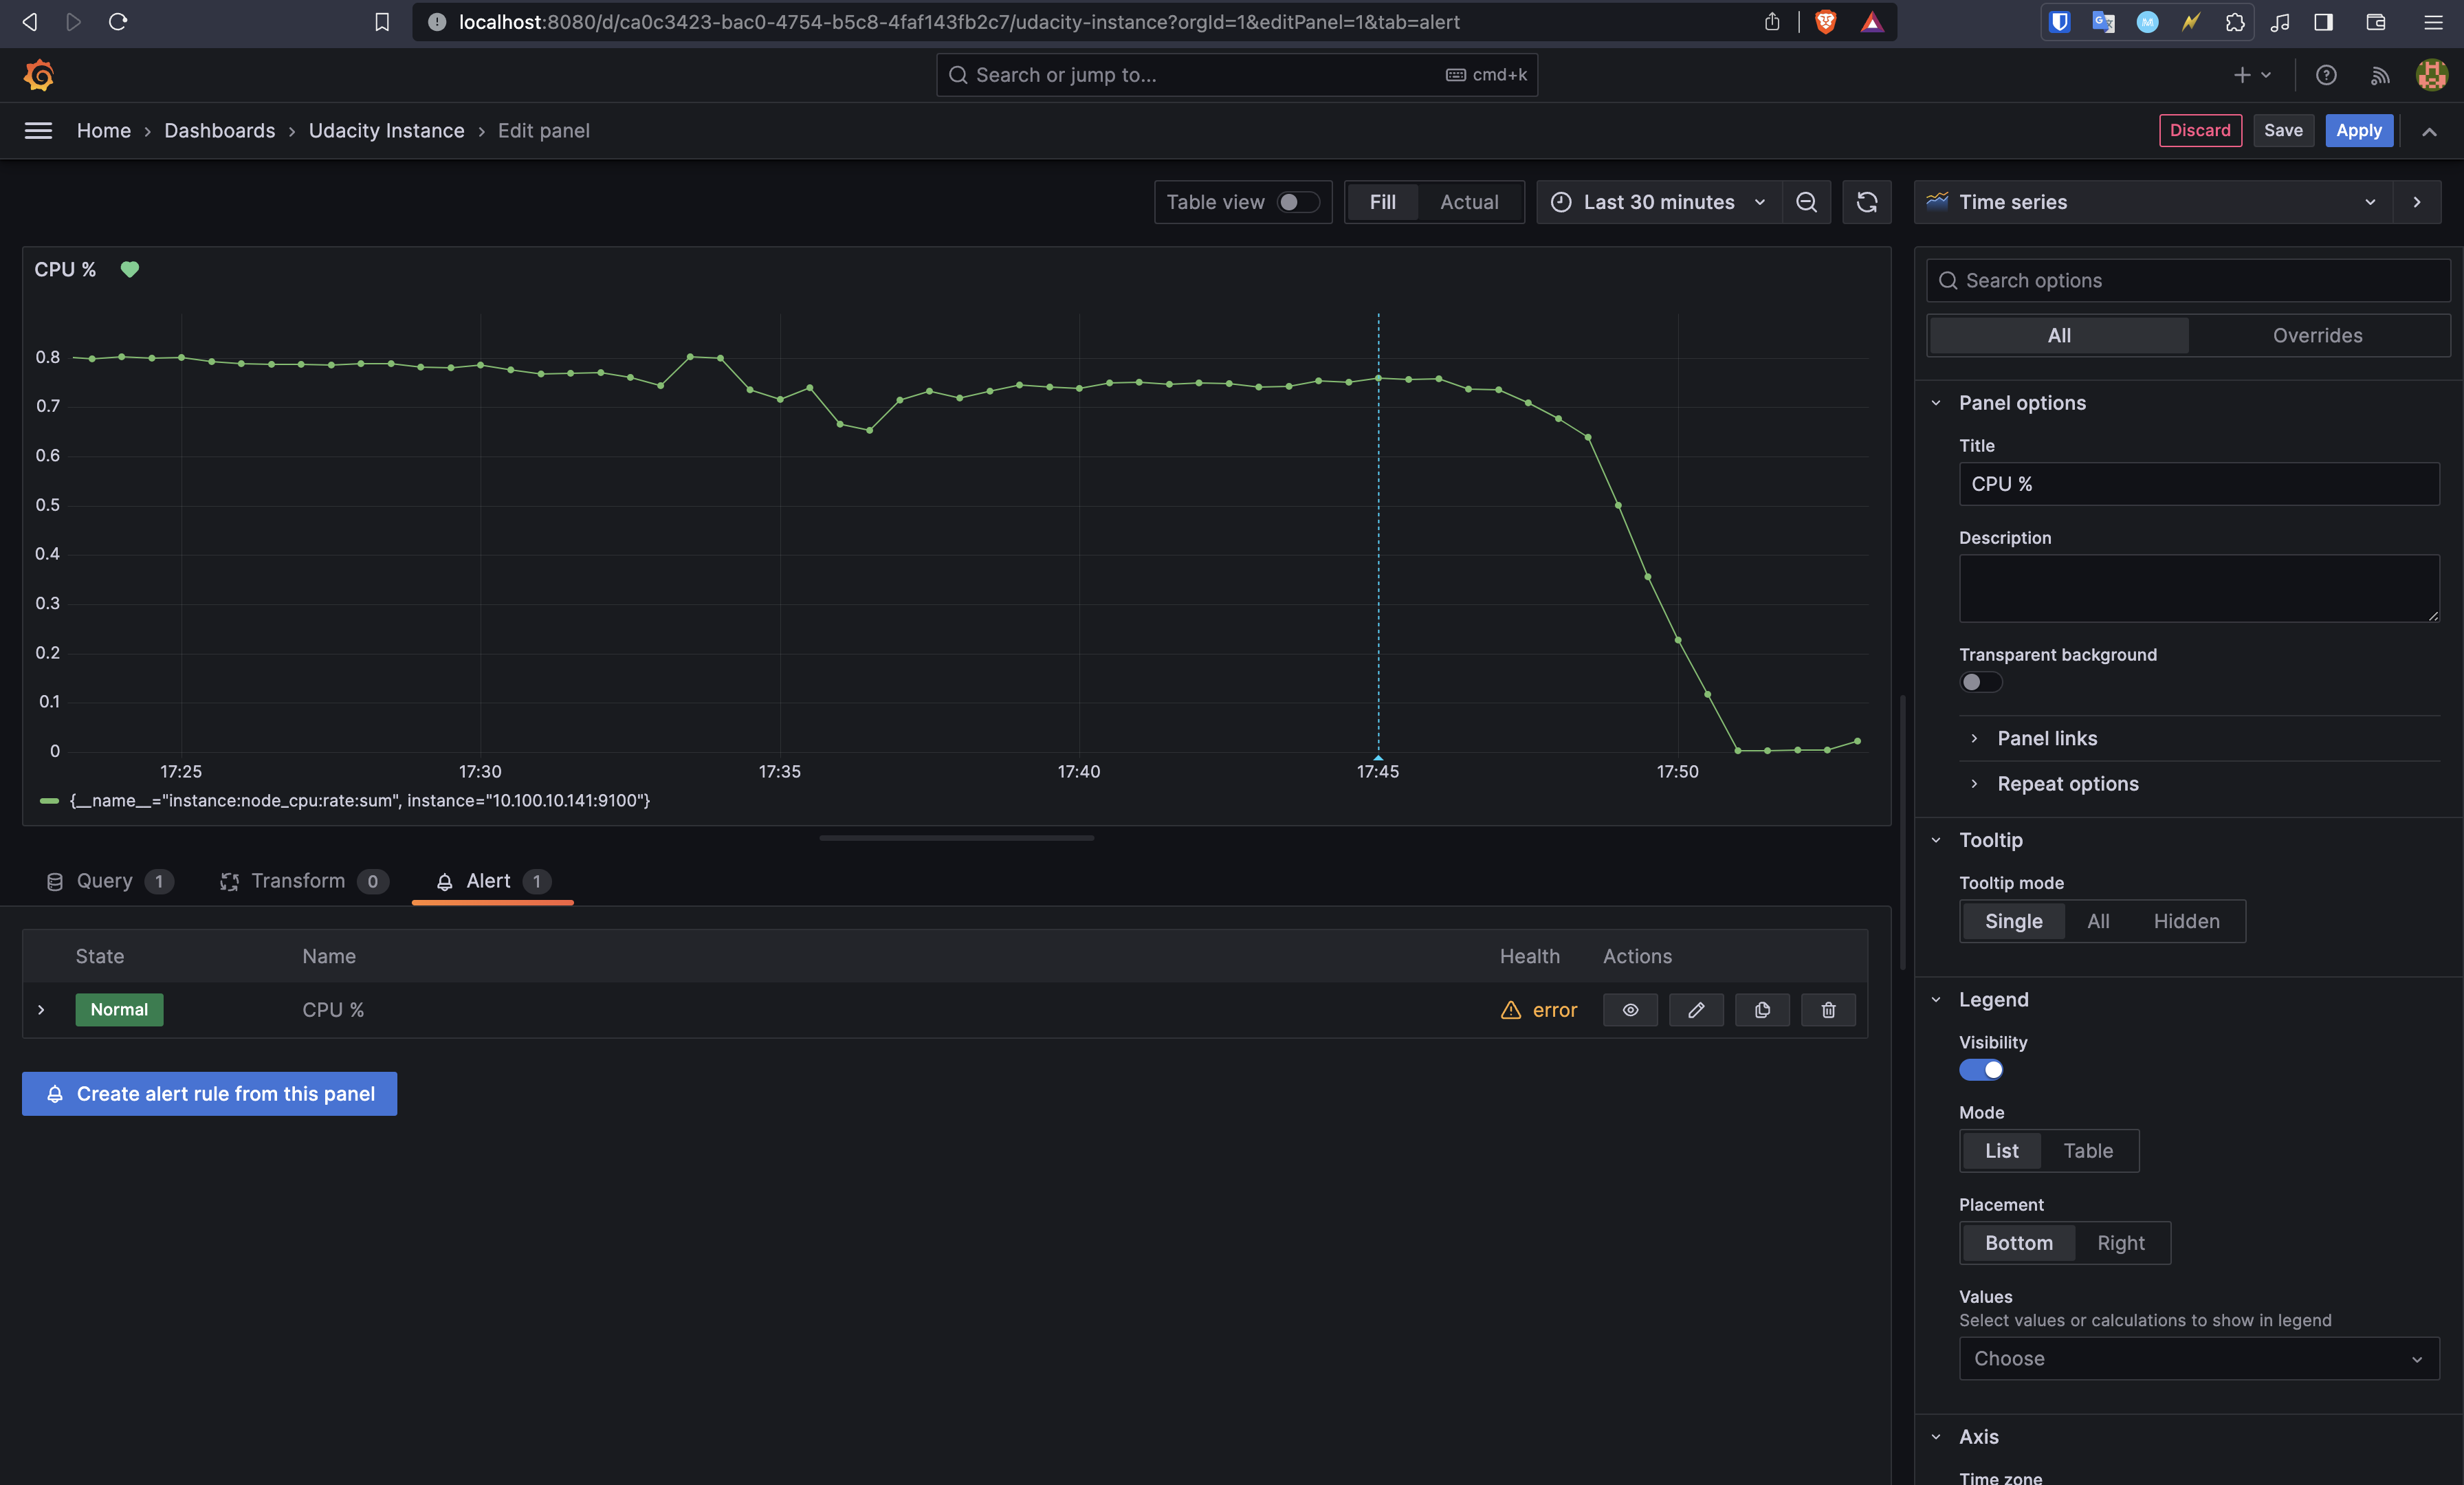 localhost:8080/d/ca0c3423-bac0-4754-b5c8-4faf143fb2c7/udacity-instance?orgId=1&editPanel=1&tab=alert
Search or jump to... cmd+k
Home › Dashboards › Udacity Instance › Edit panel
Discard Save Apply
Table view Fill Actual Last 30 minutes Time series
CPU %
0.8
0.7
0.6
0.5
0.4
0.3
0.2
0.1
0
17:25 17:30 17:35 17:40 17:45 17:50
{__name__="instance:node_cpu:rate:sum", instance="10.100.10.141:9100"}
Query 1 Transform 0 Alert 1
State Name Health Actions
Normal CPU % error
Create alert rule from this panel
Search options
All Overrides
Panel options
Title
CPU %
Description
Transparent background
Panel links
Repeat options
Tooltip
Tooltip mode
Single All Hidden
Legend
Visibility
Mode
List Table
Placement
Bottom Right
Values
Select values or calculations to show in legend
Choose
Axis
Time zone